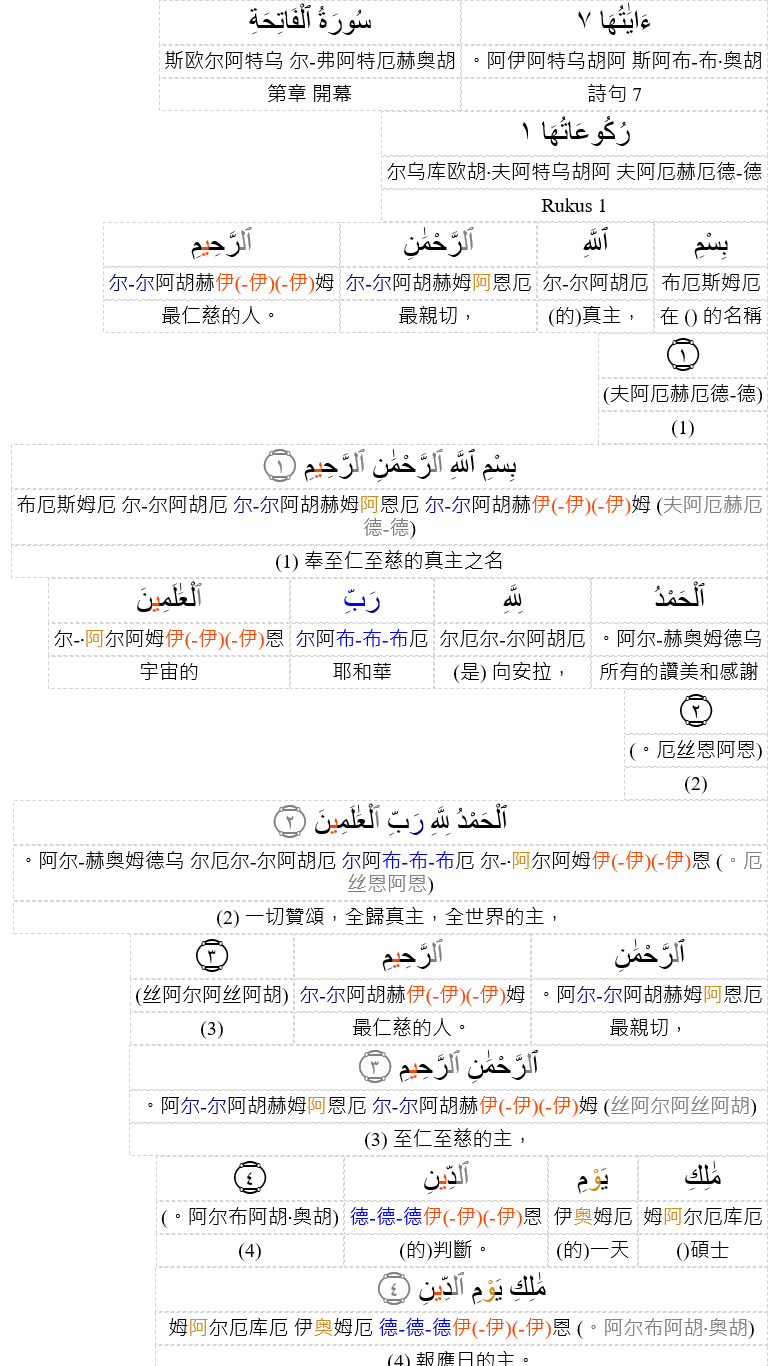 سُورَةُ ٱلْفَاتِحَةِ ءَايَٰتُهَا ٧
斯欧尔阿特乌 尔-弗阿特厄赫奥胡 。阿伊阿特乌胡阿 斯阿布-布·奥胡
第章 開幕 詩句 7
رُكُوعَاتُهَا ١
尔乌库欧胡·夫阿特乌胡阿 夫阿厄赫厄德-德
Rukus 1
بِسْمِ ٱللَّهِ ٱلرَّحْمَٰنِ ٱلرَّحِيمِ
尔-尔阿胡赫伊(-伊)(-伊)姆 尔-尔阿胡赫姆阿恩厄 尔-尔阿胡厄 布厄斯姆厄
最仁慈的人。 最親切， (的)真主， 在 () 的名稱
١
(夫阿厄赫厄德-德)
(1)
بِسْمِ ٱللَّهِ ٱلرَّحْمَٰنِ ٱلرَّحِيمِ ١
布厄斯姆厄 尔-尔阿胡厄 尔-尔阿胡赫姆阿恩厄 尔-尔阿胡赫伊(-伊)(-伊)姆 (夫阿厄赫厄
德-德)
(1) 奉至仁至慈的真主之名
ٱلْحَمْدُ لِلَّهِ رَبِّ ٱلْعَٰلَمِينَ
尔-·阿尔阿姆伊(-伊)(-伊)恩 尔阿布-布-布厄 尔厄尔-尔阿胡厄 。阿尔-赫奥姆德乌
宇宙的 耶和華 (是) 向安拉， 所有的讚美和感謝
٢
(。厄丝恩阿恩)
(2)
ٱلْحَمْدُ لِلَّهِ رَبِّ ٱلْعَٰلَمِينَ ٢
。阿尔-赫奥姆德乌 尔厄尔-尔阿胡厄 尔阿布-布-布厄 尔-·阿尔阿姆伊(-伊)(-伊)恩 (。厄
丝恩阿恩)
(2) 一切贊頌，全歸真主，全世界的主，
ٱلرَّحْمَٰنِ ٱلرَّحِيمِ ٣
(丝阿尔阿丝阿胡) 尔-尔阿胡赫伊(-伊)(-伊)姆 。阿尔-尔阿胡赫姆阿恩厄
(3) 最仁慈的人。 最親切，
ٱلرَّحْمَٰنِ ٱلرَّحِيمِ ٣
。阿尔-尔阿胡赫姆阿恩厄 尔-尔阿胡赫伊(-伊)(-伊)姆 (丝阿尔阿丝阿胡)
(3) 至仁至慈的主，
مَٰلِكِ يَوْمِ ٱلدِّينِ ٤
(。阿尔布阿胡·奥胡) 德-德-德伊(-伊)(-伊)恩 伊奥姆厄 姆阿尔厄库厄
(4) (的)判斷。 (的)一天 ()碩士
مَٰلِكِ يَوْمِ ٱلدِّينِ ٤
姆阿尔厄库厄 伊奥姆厄 德-德-德伊(-伊)(-伊)恩 (。阿尔布阿胡·奥胡)
(4) 報應日的主。